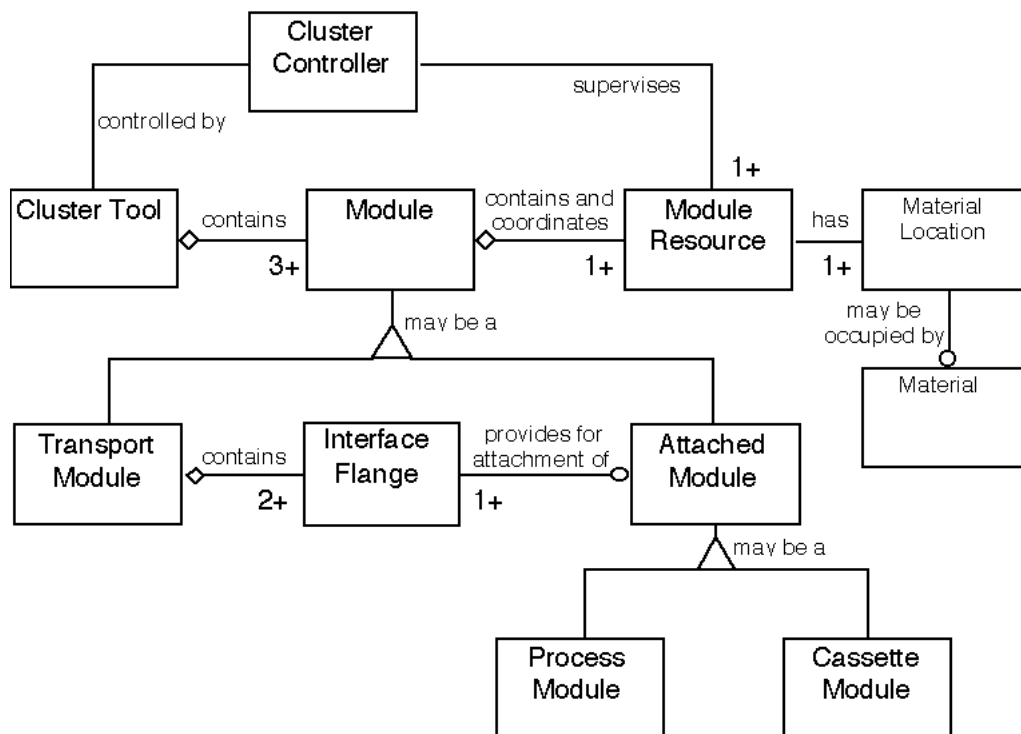 Cluster
Controller
supervises
controlled by
1+
Cluster Tool
contains
3+
Module
contains and
coordinates
1+
Module
Resource
has
1+
Material
Location
may be a
may be
occupied by
Material
Transport
Module
contains
2+
Interface
Flange
provides for
attachment of
1+
Attached
Module
may be a
Process
Module
Cassette
Module